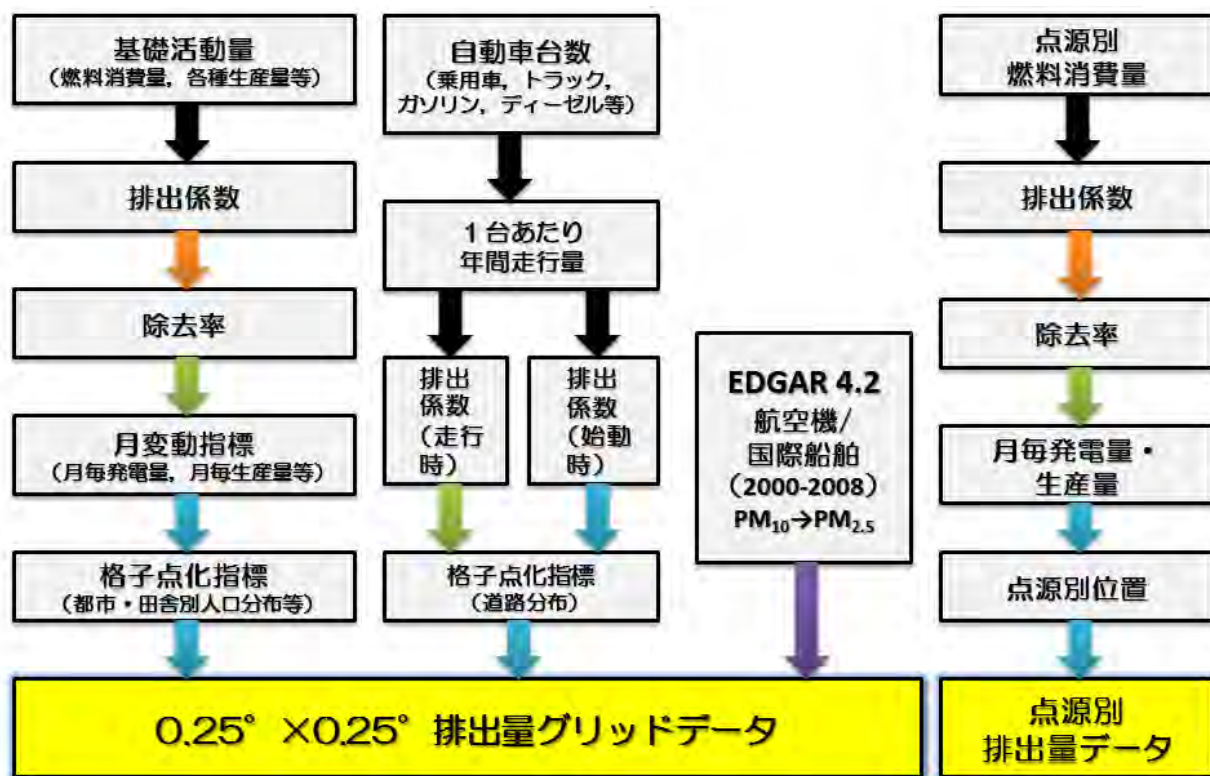 基礎活動量
（燃料消費量，各種生産量等）
排出係数
除去率
月変動指標
（月毎発電量，月毎生産量等）
格子点化指標
（都市・田舎別人口分布等）
自動車台数
（乗用車，トラック，
ガソリン，ディーゼル等）
１台あたり
年間走行量
排出
係数
（走行
時）
排出
係数
（始動
時）
格子点化指標
（道路分布）
EDGAR 4.2
航空機/
国際船舶
（2000-2008）
PM10→PM2.5
点源別
燃料消費量
排出係数
除去率
月毎発電量・
生産量
点源別位置
0.25°×0.25° 排出量グリッドデータ
点源別
排出量データ